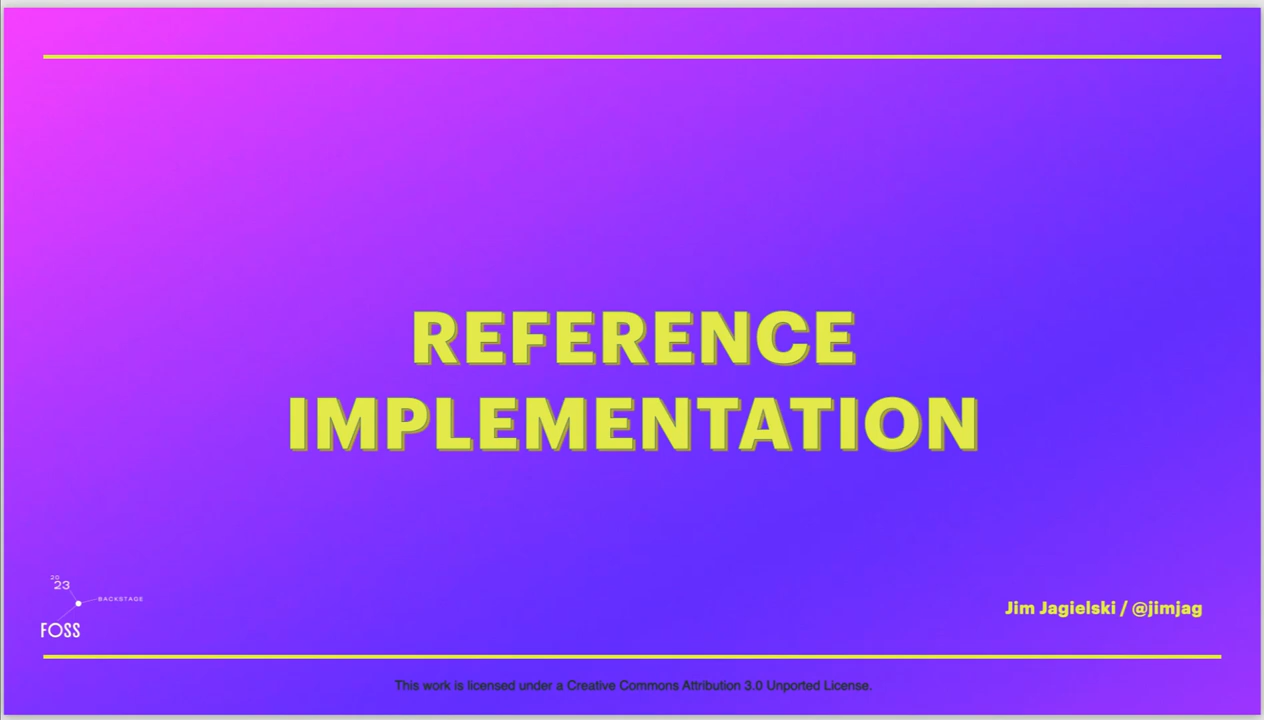 REFERENCE
IMPLEMENTATION
20
23
BACKSTAGE
FOSS
Jim Jagielski / @jimjag
This work is licensed under a Creative Commons Attribution 3.0 Unported License.